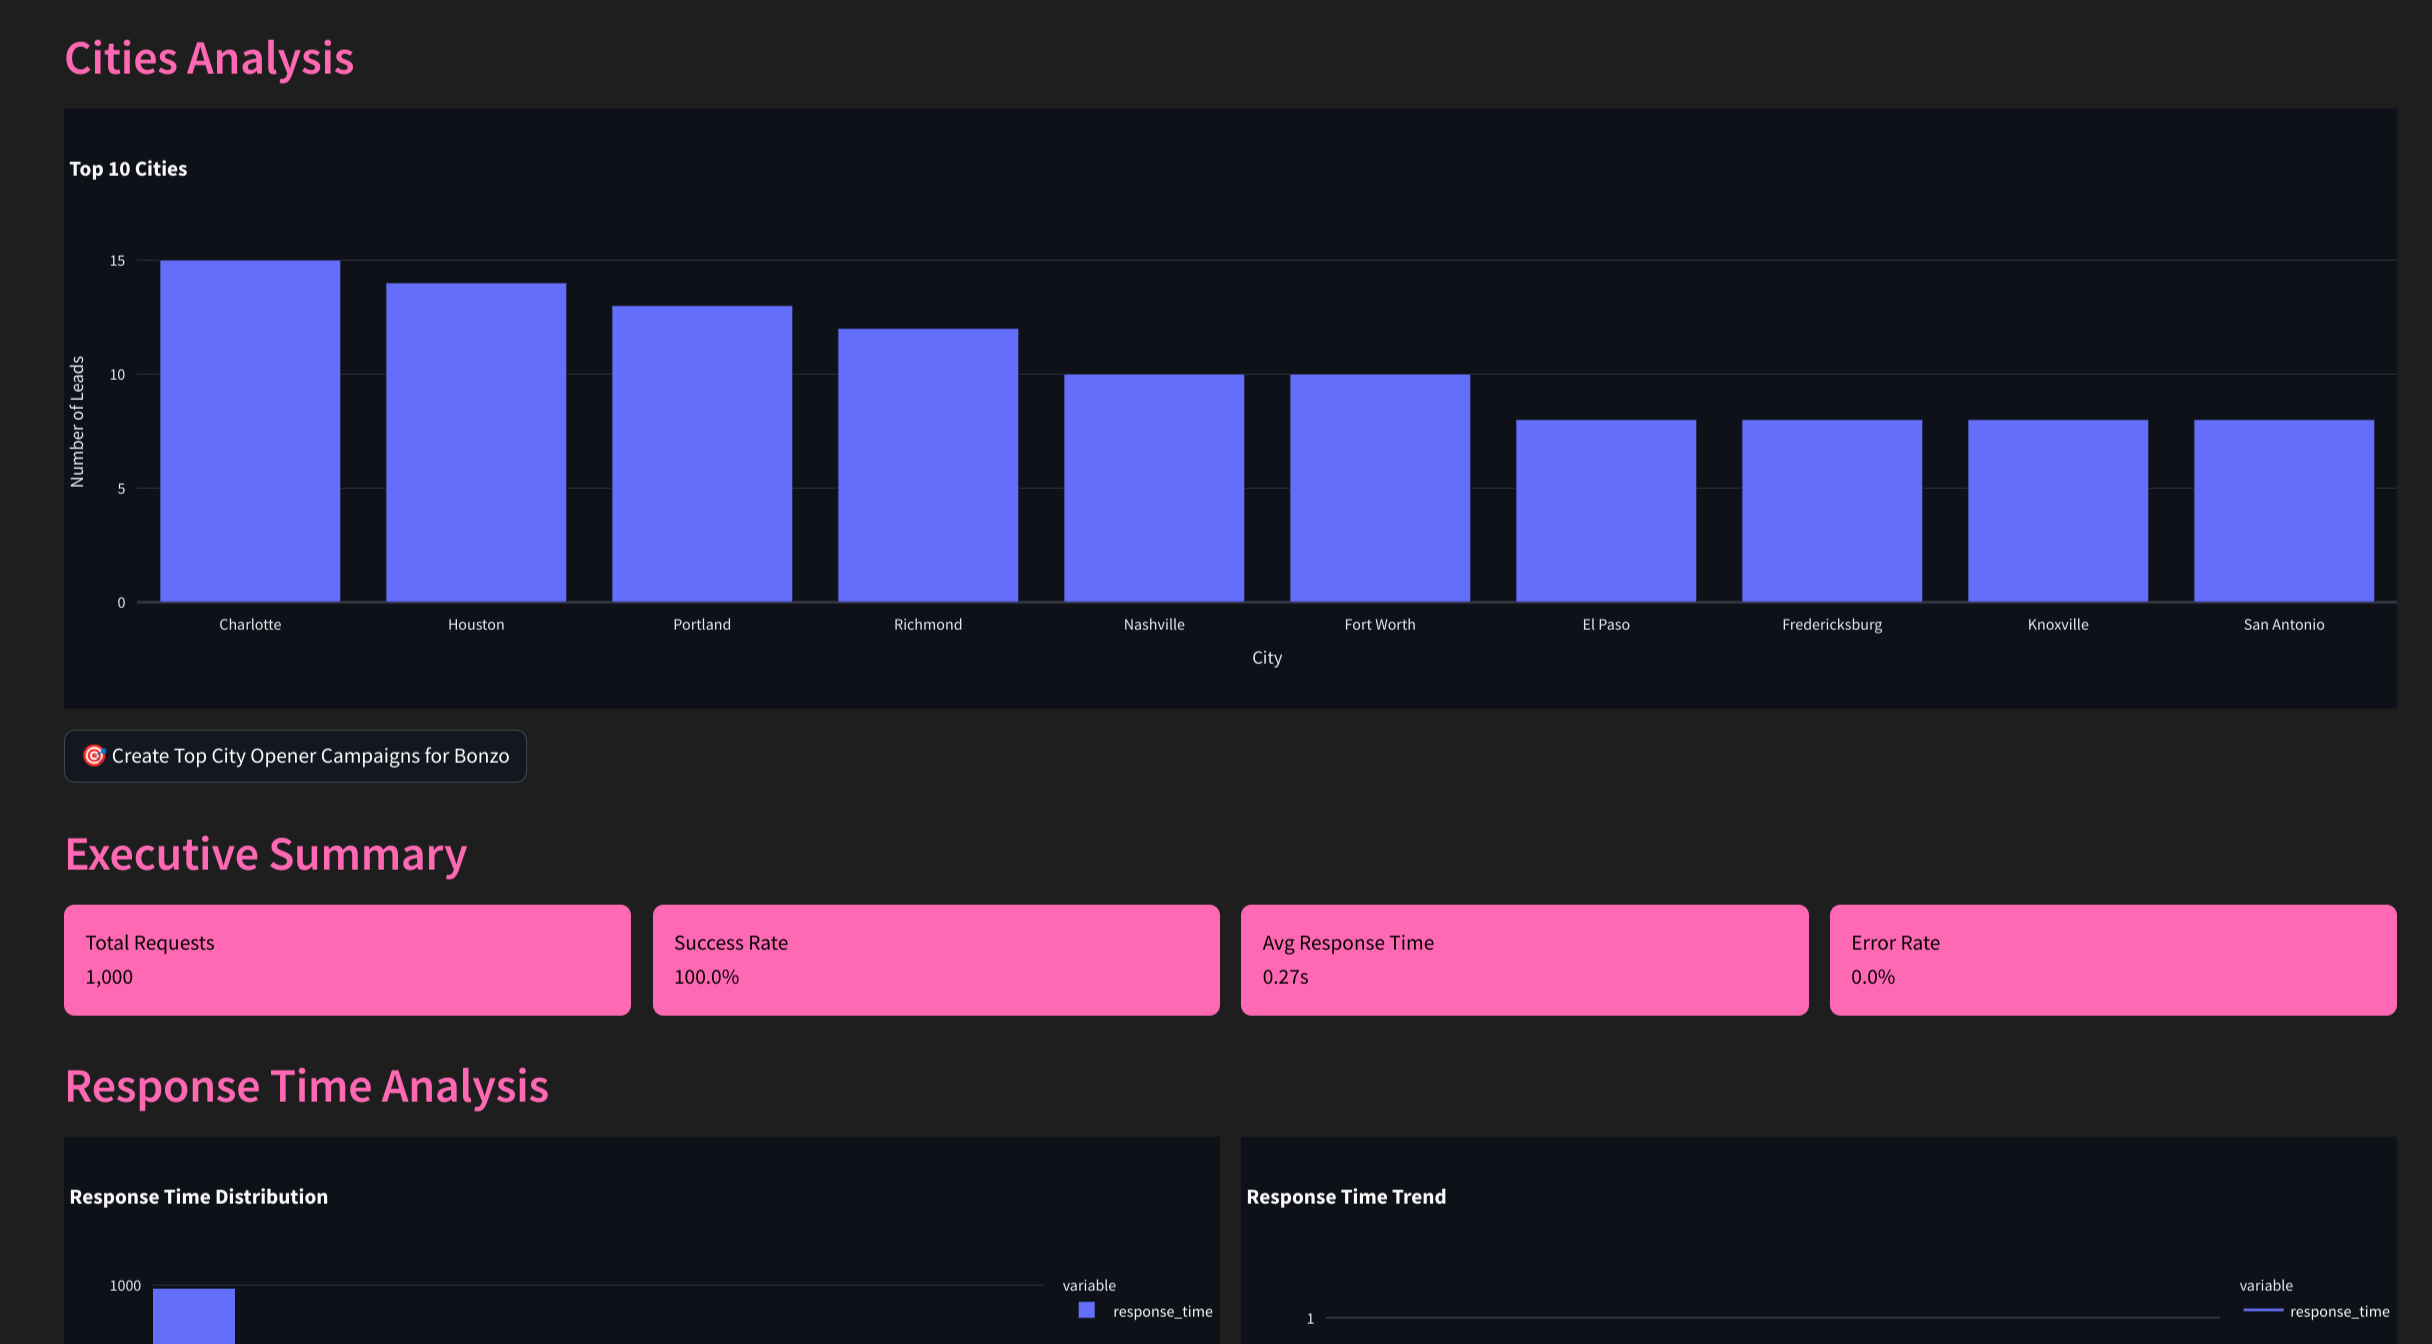 Cities Analysis
Top 10 Cities
Number of Leads
15
10
5
0
Charlotte Houston Portland Richmond Nashville Fort Worth El Paso Fredericksburg Knoxville San Antonio
City
🎯 Create Top City Opener Campaigns for Bonzo
Executive Summary
Total Requests
1,000
Success Rate
100.0%
Avg Response Time
0.27s
Error Rate
0.0%
Response Time Analysis
Response Time Distribution
1000
variable
response_time
Response Time Trend
1
variable
response_time